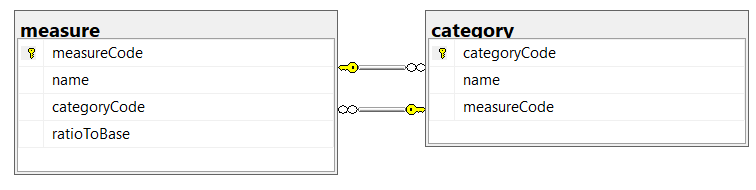 measure
measureCode
name
categoryCode
ratioToBase
category
categoryCode
name
measureCode